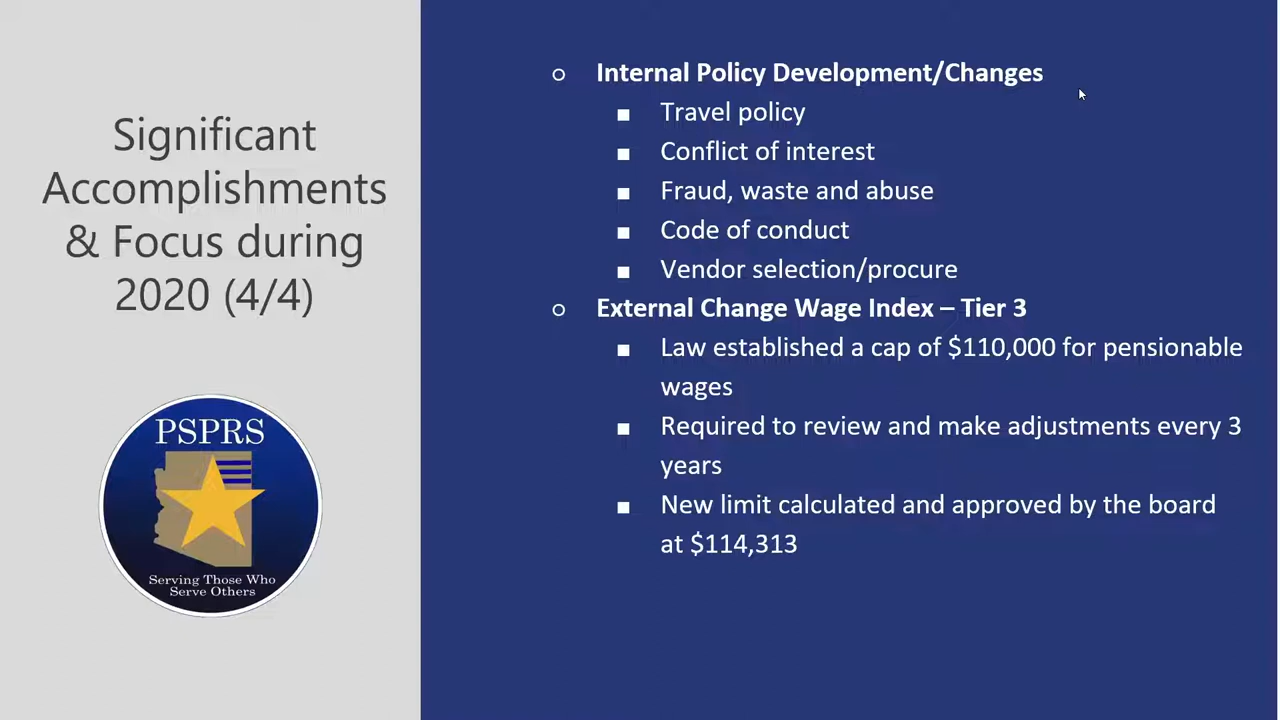 Significant
Accomplishments
& Focus during
2020 (4/4)
PSPRS
Serving Those Who
Serve Others
Internal Policy Development/Changes
Travel policy
Conflict of interest
Fraud, waste and abuse
Code of conduct
Vendor selection/procure
External Change Wage Index – Tier 3
Law established a cap of $110,000 for pensionable
wages
Required to review and make adjustments every 3
years
New limit calculated and approved by the board
at $114,313